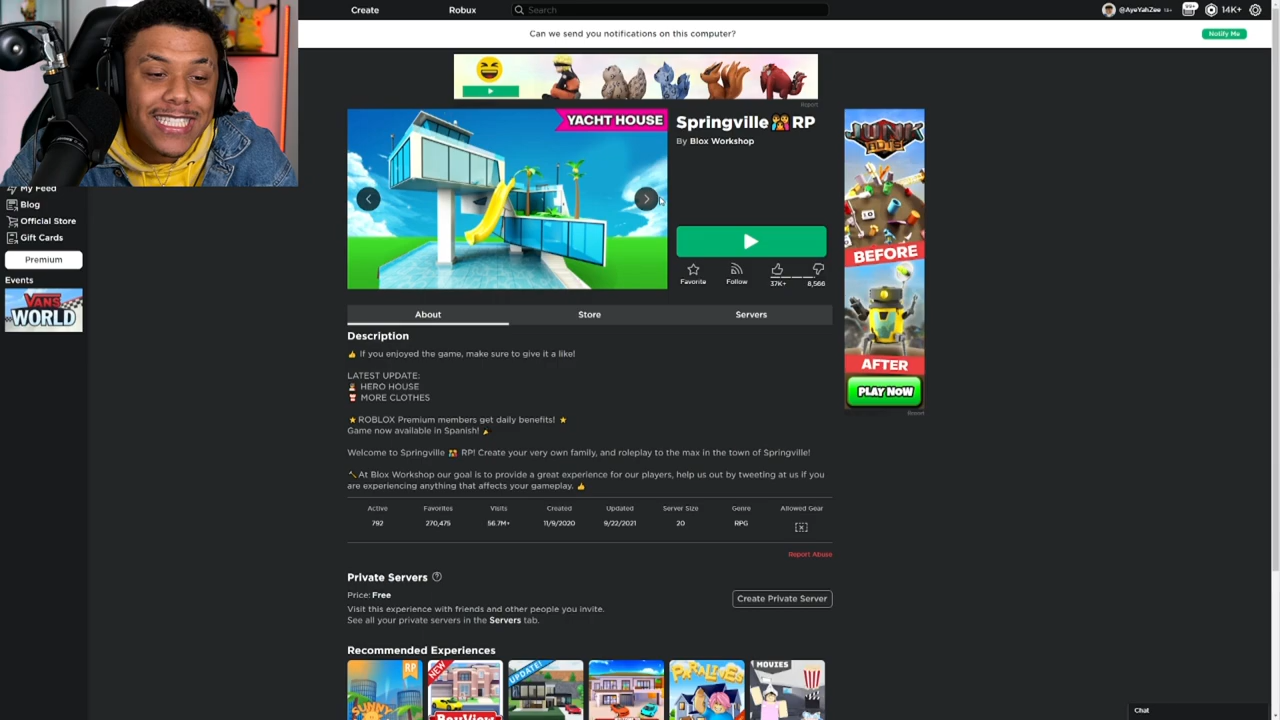 Create
Robux
Search
@AyeYahZee
14K+
Can we send you notifications on this computer?
Notify Me
Report
My Feed
Blog
Official Store
Gift Cards
Premium
Events
VANS
WORLD
YACHT HOUSE
Springville RP
By Blox Workshop
Favorite
Follow
37K+
8,566
JUNK
BEFORE
AFTER
PLAY NOW
Report
About
Store
Servers
Description
If you enjoyed the game, make sure to give it a like!
LATEST UPDATE:
HERO HOUSE
MORE CLOTHES
ROBLOX Premium members get daily benefits!
Game now available in Spanish!
Welcome to Springville RP! Create your very own family, and roleplay to the max in the town of Springville!
At Blox Workshop our goal is to provide a great experience for our players, help us out by tweeting at us if you
are experiencing anything that affects your gameplay.
Active
Favorites
Visits
Created
Updated
Server Size
Genre
Allowed Gear
792
270,475
56.7M+
11/9/2020
9/22/2021
20
RPG
Report Abuse
Private Servers
Price: Free
Visit this experience with friends and other people you invite.
See all your private servers in the Servers tab.
Create Private Server
Recommended Experiences
RP
SUNNY
NEW
BayView
UPDATE!
MOVIES
Chat